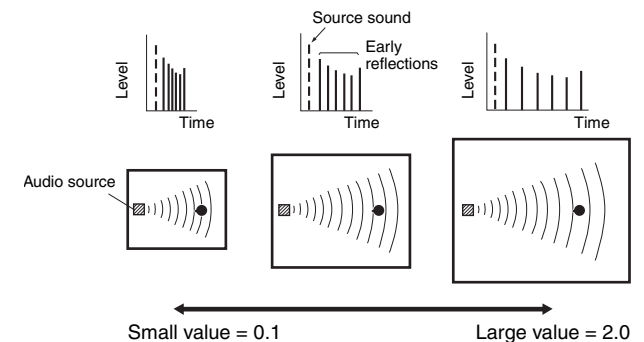 Source sound
Early
reflections
Level
Time
Level
Time
Level
Time
Audio source
Small value = 0.1
Large value = 2.0